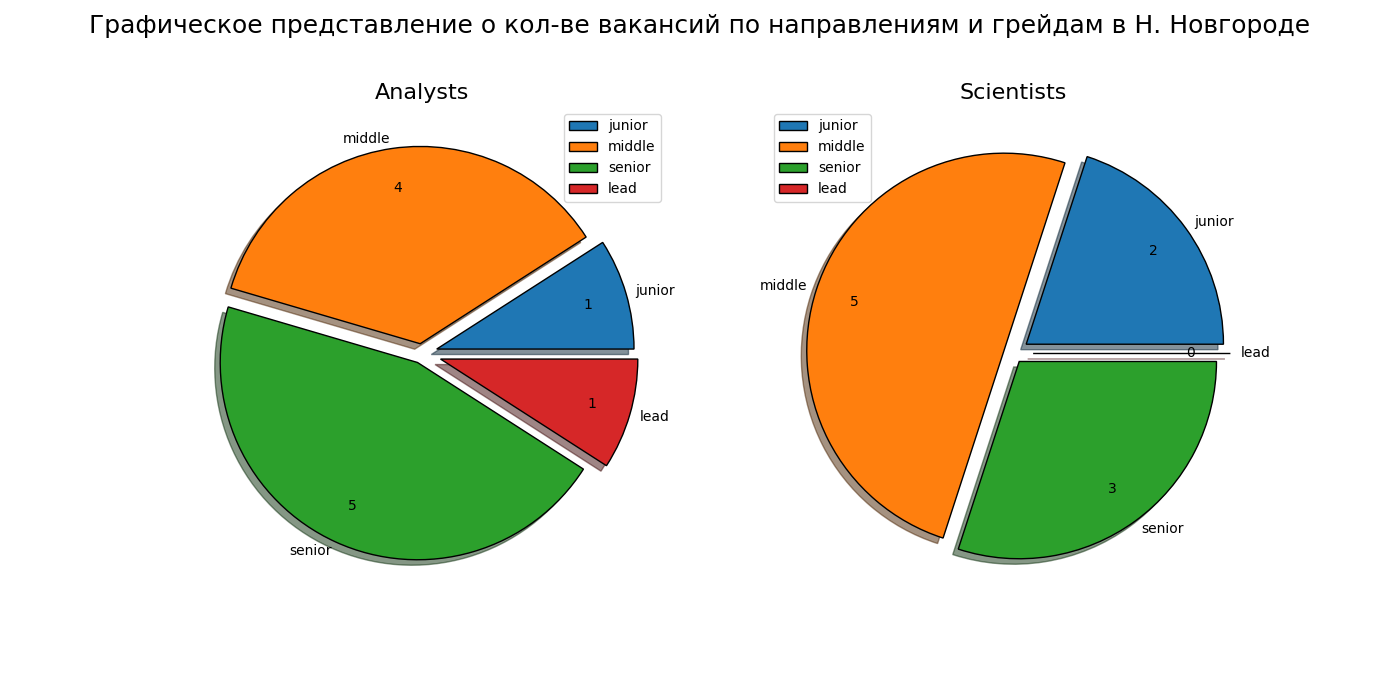 Графическое представление о кол-ве вакансий по направлениям и грейдам в Н. Новгороде
Analysts
junior
middle
senior
lead
middle
4
junior
1
1
lead
5
senior
Scientists
junior
middle
senior
lead
junior
2
middle
5
0
lead
3
senior